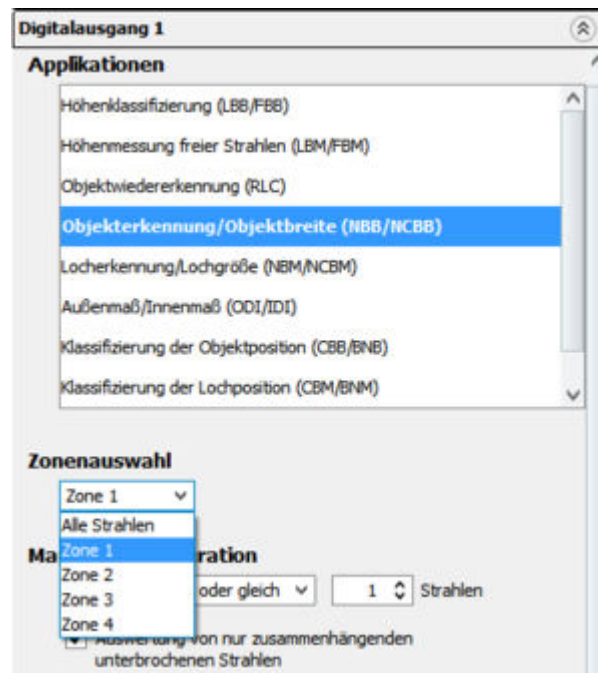 Digitalausgang 1
Applikationen
Höhenklassifizierung (LBB/FBB)
Höhenmessung freier Strahlen (LBM/FBM)
Objektwiedererkennung (RLC)
Objekterkennung/Objektbreite (NBB/NCBB)
Locherkennung/Lochgröße (NBM/NCBM)
Außenmaß/Innenmaß (ODI/IDI)
Klassifizierung der Objektposition (CBB/BNB)
Klassifizierung der Lochposition (CBM/BNM)
Zonenauswahl
Zone 1
Alle Strahlen
Zone 1
Zone 2
Zone 3
Zone 4
Ma ration
oder gleich 1 Strahlen
Auswertung von nur zusammenhängenden
unterbrochenen Strahlen